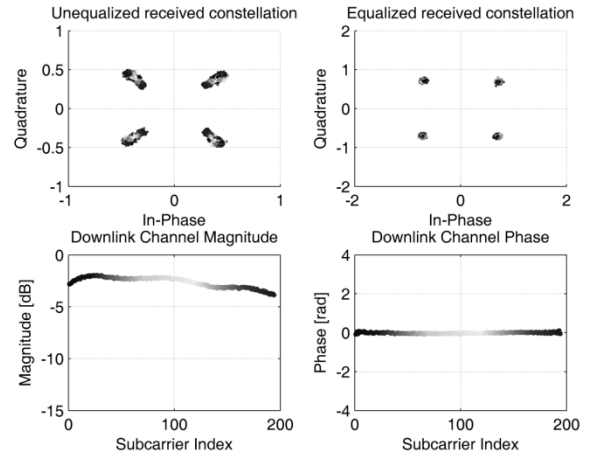 Unequalized received constellation
1
0.5
0
-0.5
-1
-1
0
1
Quadrature
In-Phase
Equalized received constellation
2
1
0
-1
-2
-2
0
2
Quadrature
In-Phase
Downlink Channel Magnitude
0
-5
-10
-15
0
100
200
Magnitude [dB]
Subcarrier Index
Downlink Channel Phase
4
2
0
-2
-4
0
100
200
Phase [rad]
Subcarrier Index